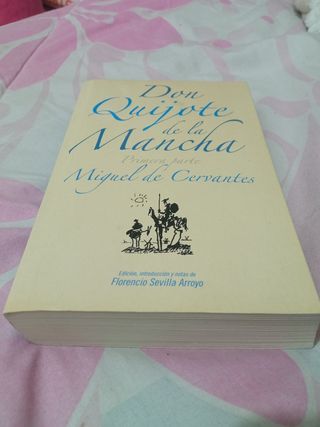 Don
Quijote
de la
Mancha
Primera parte
Miguel de Cervantes
Edición, introducción y notas de
Florencio Sevilla Arroyo